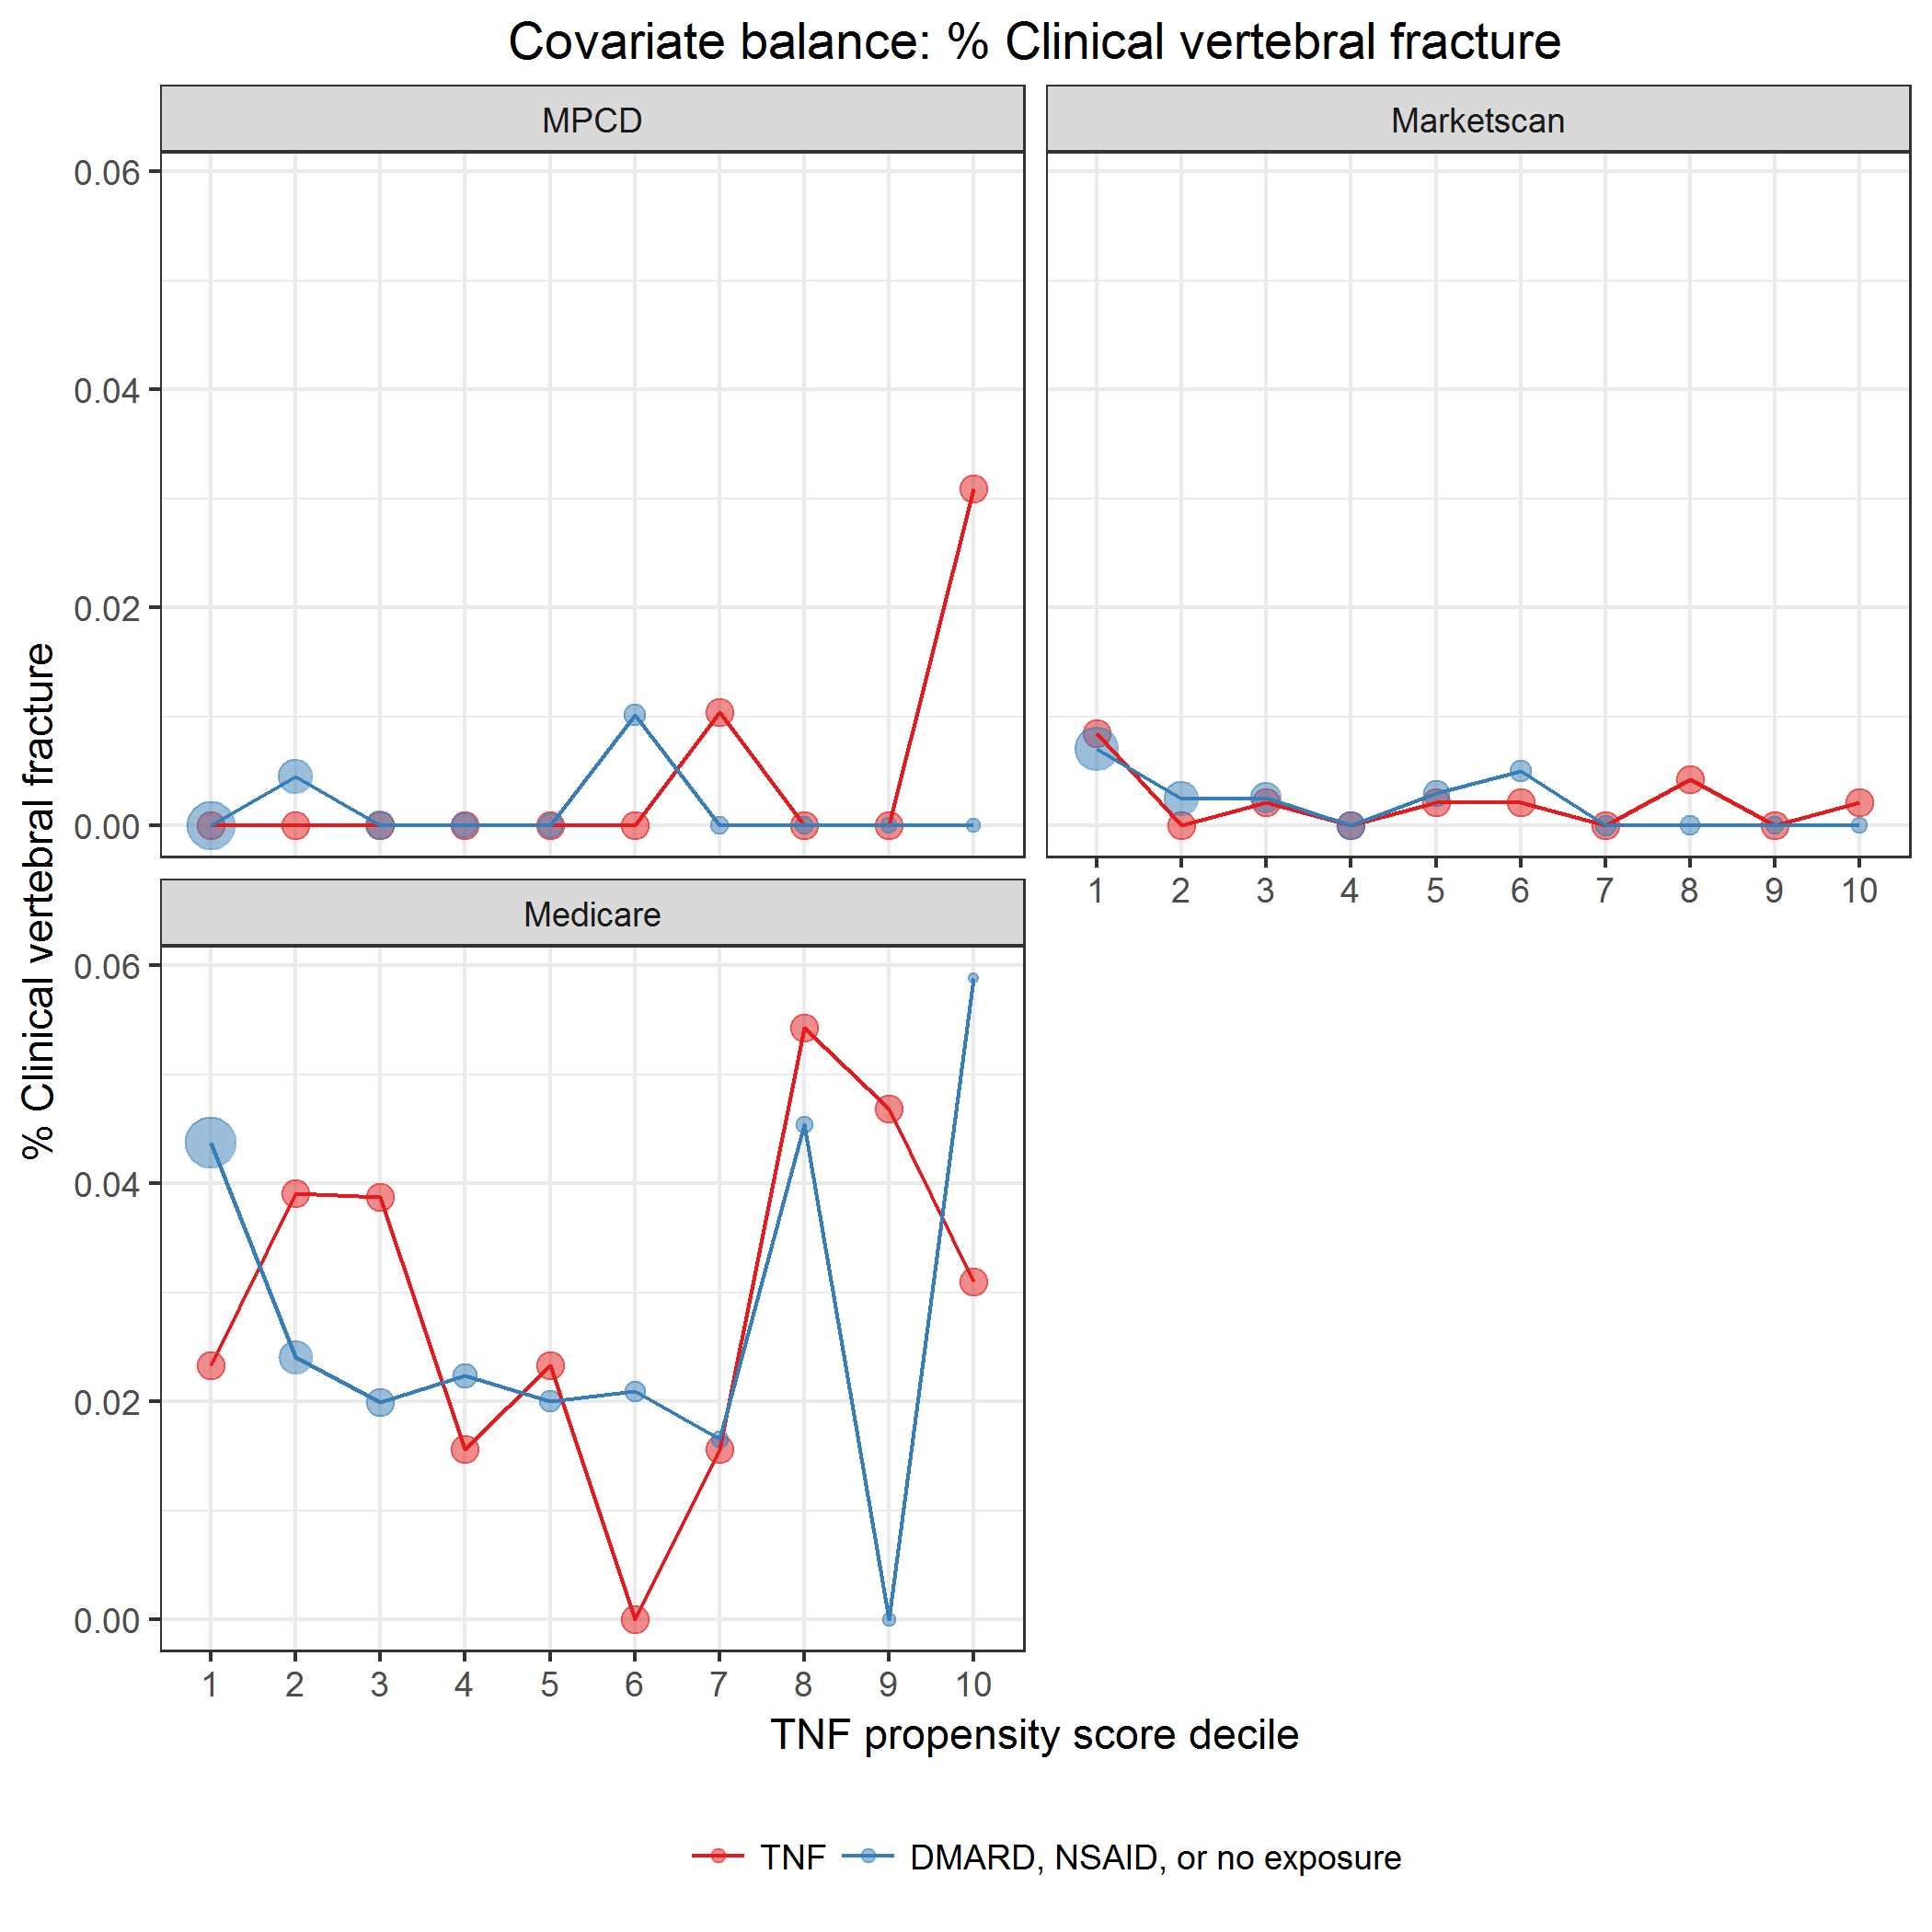 Covariate balance: % Clinical vertebral fracture
MPCD
Marketscan
0.06
0.04
0.02
0.00
1 2 3 4 5 6 7 8 9 10
Medicare
0.06
0.04
0.02
0.00
1 2 3 4 5 6 7 8 9 10
% Clinical vertebral fracture
TNF propensity score decile
TNF DMARD, NSAID, or no exposure